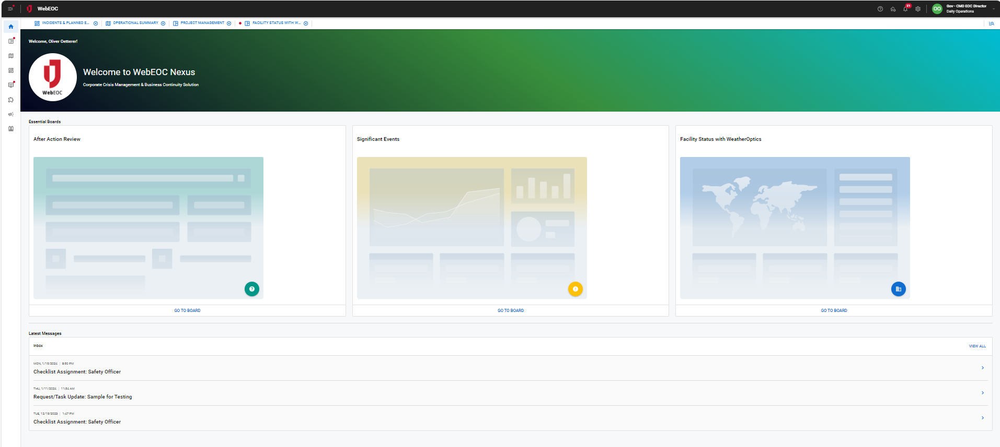 WebEOC
21
OO
Gov - CMD EOC Director
Daily Operations
INCIDENTS & PLANNED E...
OPERATIONAL SUMMARY
PROJECT MANAGEMENT
FACILITY STATUS WITH W...
Welcome, Oliver Oetterer!
WebEOC
Welcome to WebEOC Nexus
Corporate Crisis Management & Business Continuity Solution
Essential Boards
After Action Review
Significant Events
Facility Status with WeatherOptics
GO TO BOARD
GO TO BOARD
GO TO BOARD
Latest Messages
Inbox
VIEW ALL
MON, 1/15/2024 | 8:50 PM
Checklist Assignment: Safety Officer
THU, 1/11/2024 | 11:54 AM
Request/Task Update: Sample for Testing
TUE, 12/19/2023 | 1:47 PM
Checklist Assignment: Safety Officer